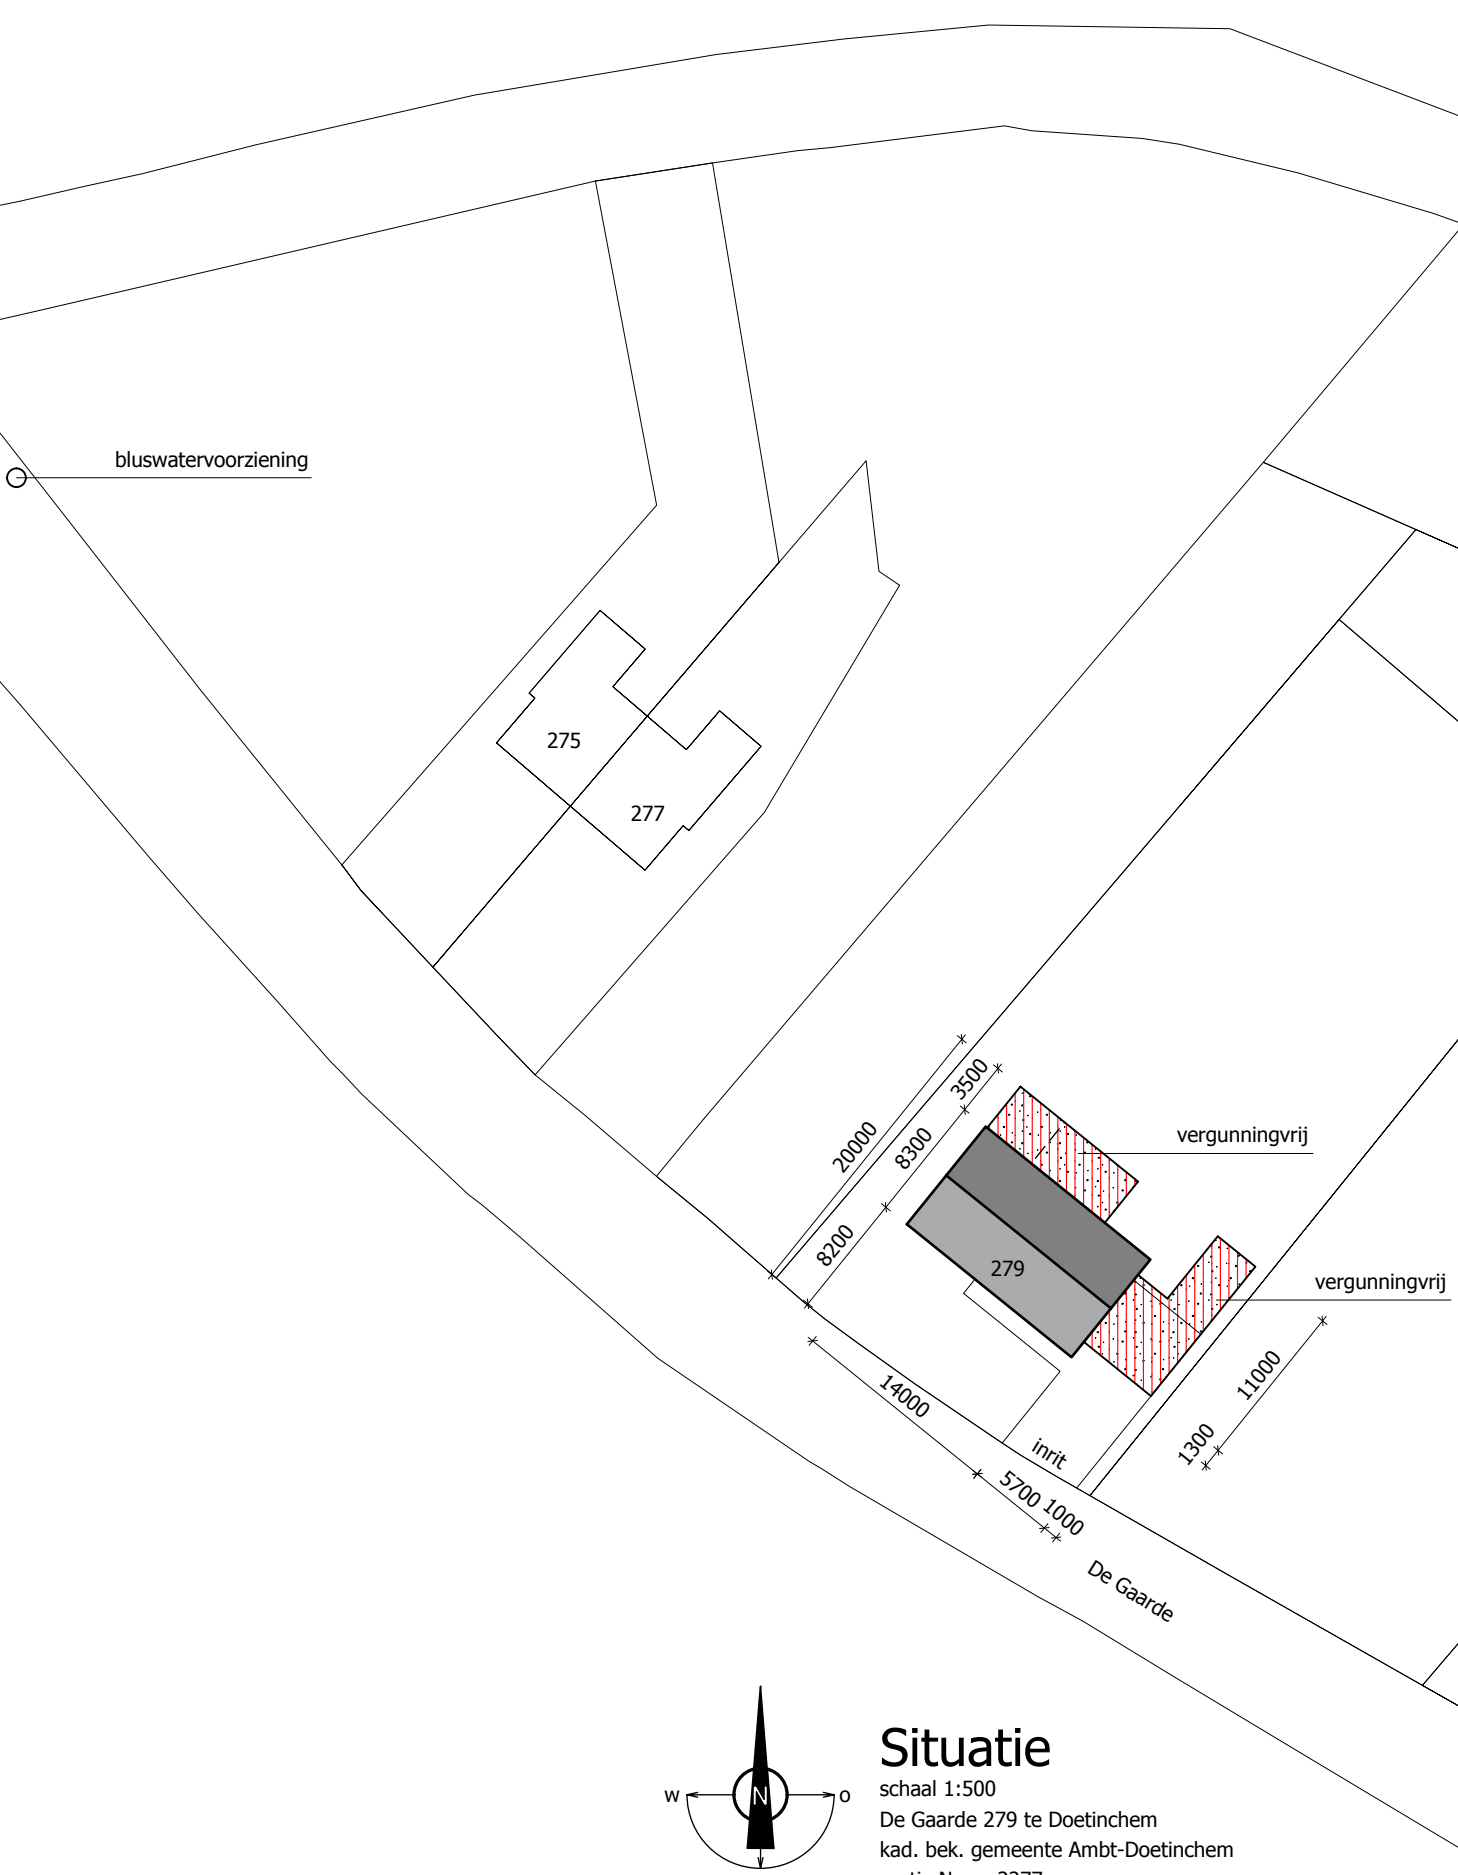 bluswatervoorziening
275
277
3500
20000
8300
vergunningvrij
8200
279
vergunningvrij
11000
14000
1300
inrit
5700 1000
De Gaarde
Situatie
schaal 1:500
De Gaarde 279 te Doetinchem
kad. bek. gemeente Ambt-Doetinchem
W N O